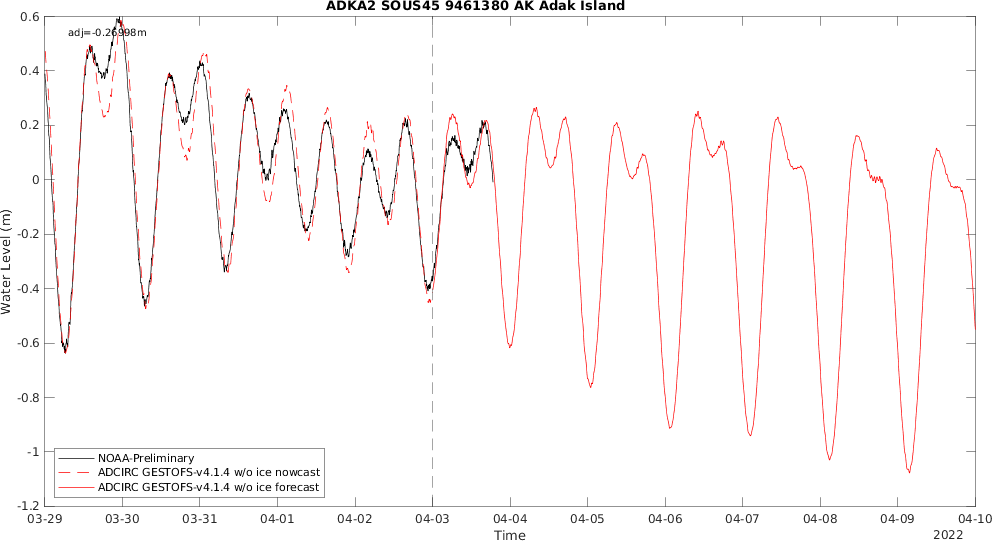 ADKA2 SOUS45 9461380 AK Adak Island
adj=-0.26998m
Water Level (m)
0.6
0.4
0.2
0
-0.2
-0.4
-0.6
-0.8
-1
-1.2
NOAA-Preliminary
ADCIRC GESTOFS-v4.1.4 w/o ice nowcast
ADCIRC GESTOFS-v4.1.4 w/o ice forecast
03-29 03-30 03-31 04-01 04-02 04-03 04-04 04-05 04-06 04-07 04-08 04-09 04-10
Time
2022